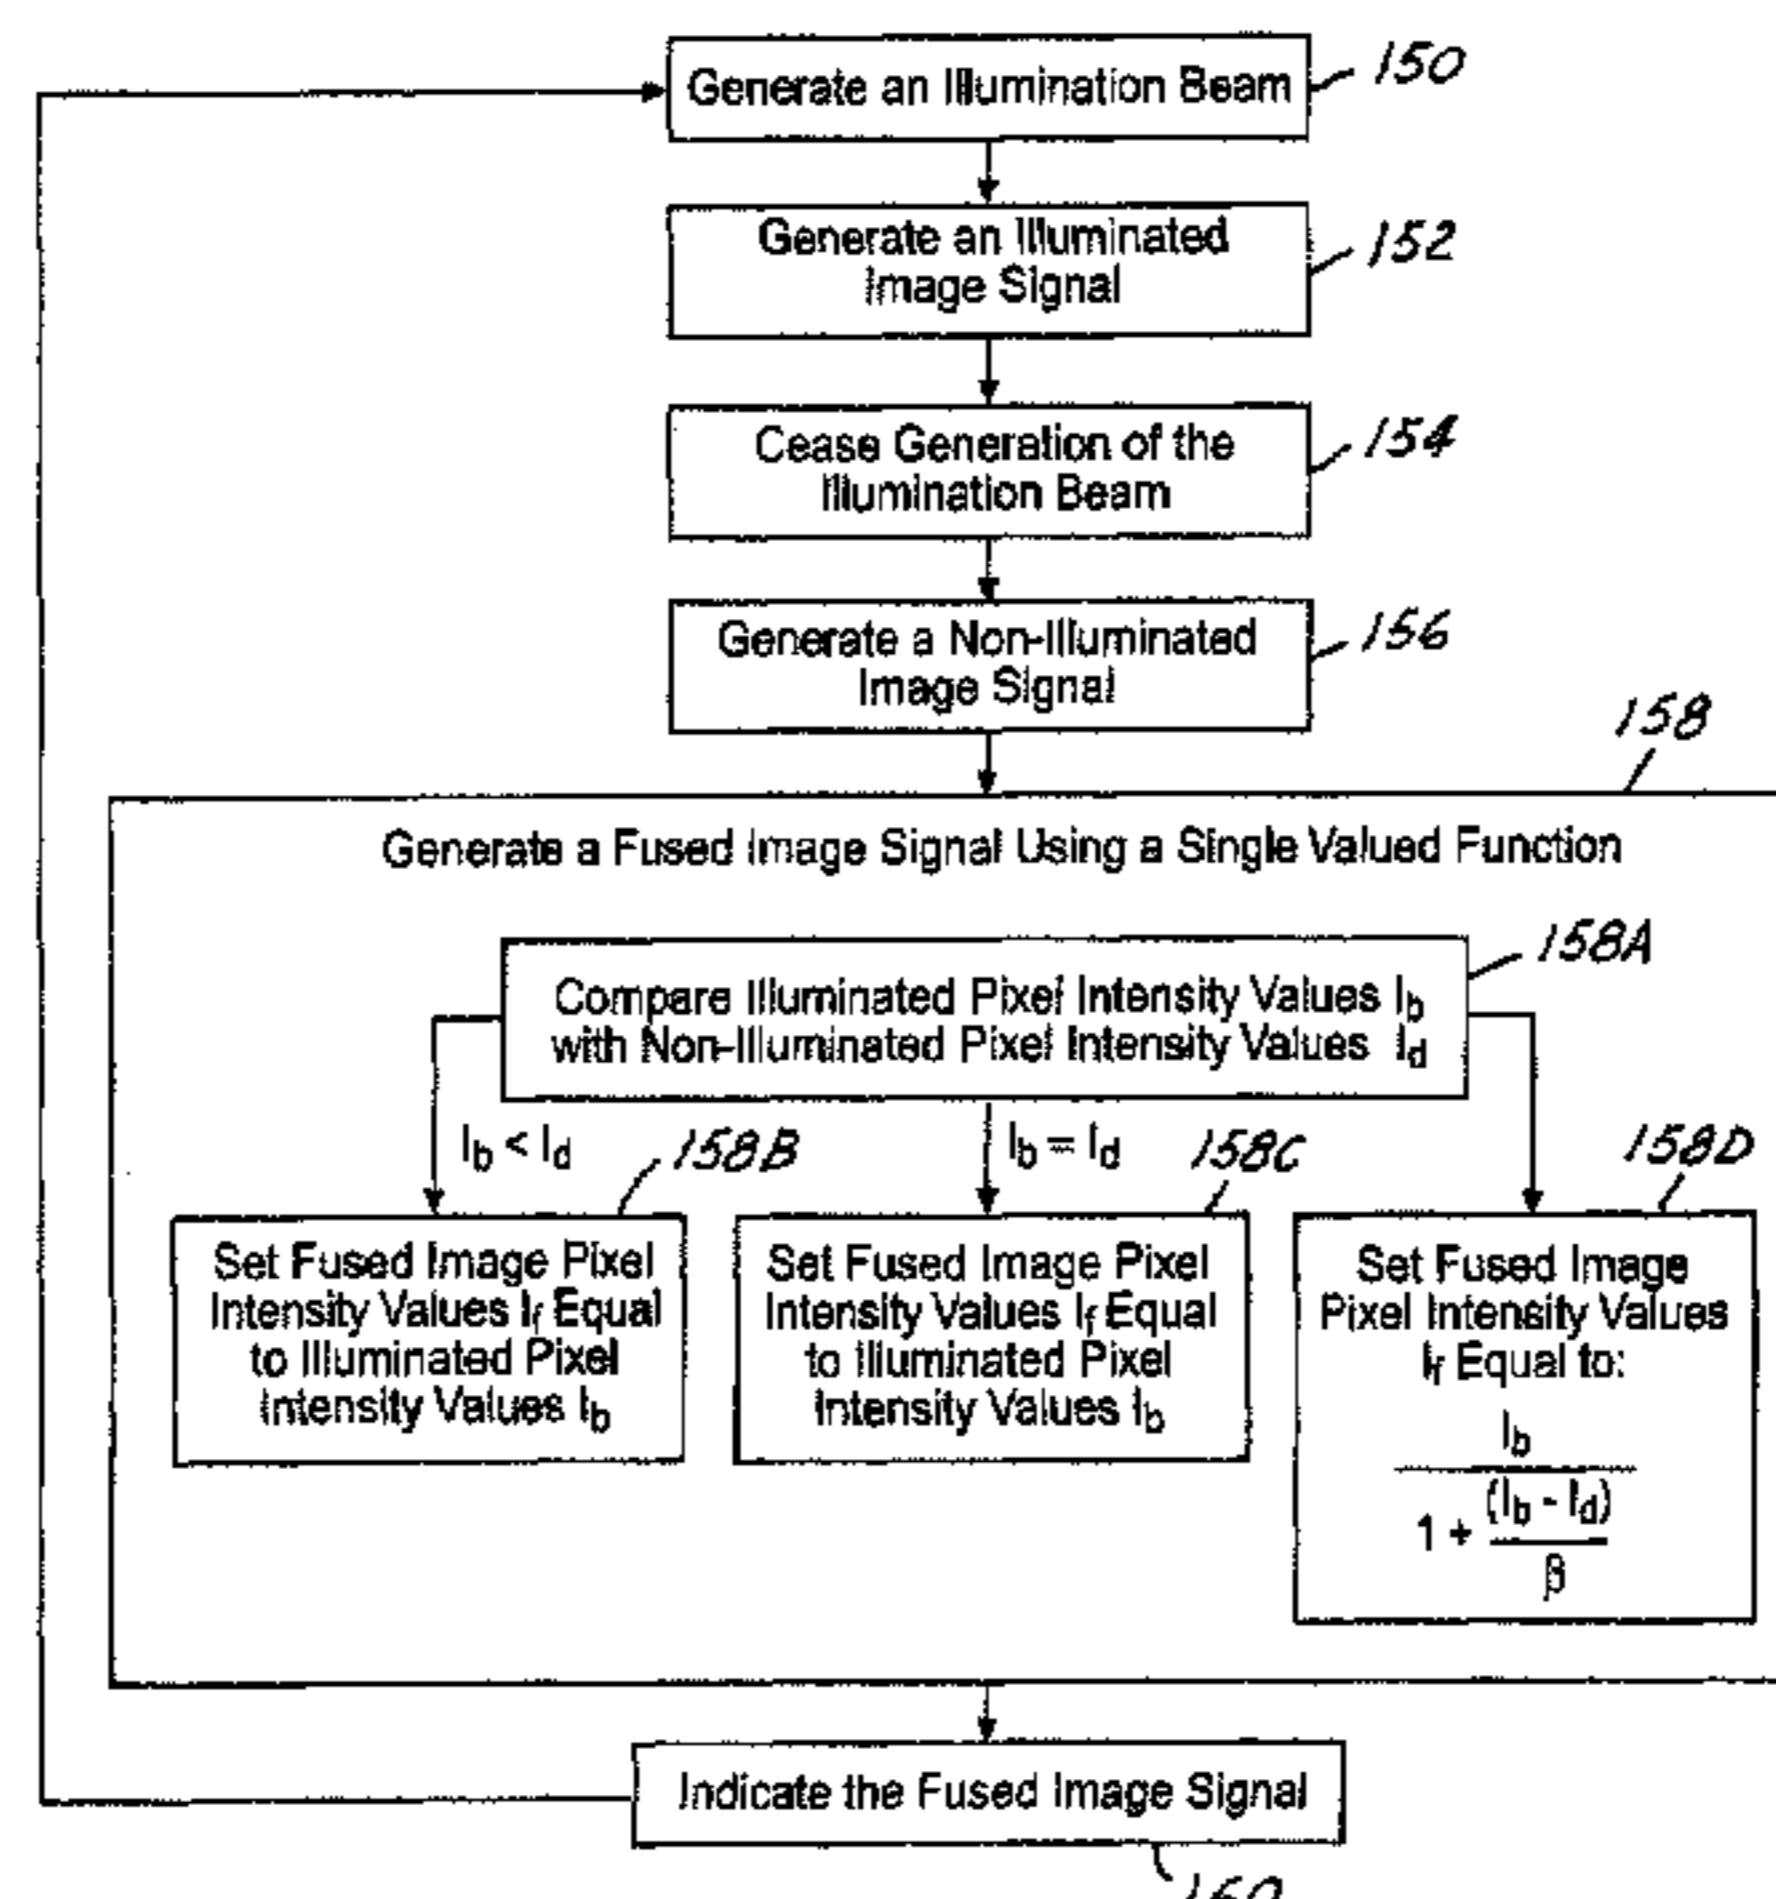 Generate an Illumination Beam
150
Generate an Illuminated
Image Signal
152
Cease Generation of the
Illumination Beam
154
Generate a Non-Illuminated
Image Signal
156
158
Generate a Fused Image Signal Using a Single Valued Function
158A
Compare Illuminated Pixel Intensity Values Ib
with Non-Illuminated Pixel Intensity Values Id
Ib < Id
158B
Ib = Id
158C
158D
Set Fused Image Pixel
Intensity Values If Equal
to Illuminated Pixel
Intensity Values Ib
Set Fused Image Pixel
Intensity Values If Equal
to Illuminated Pixel
Intensity Values Ib
Set Fused Image
Pixel Intensity Values
If Equal to:
Ib
1 + (Ib - Id)
β
Indicate the Fused Image Signal
160